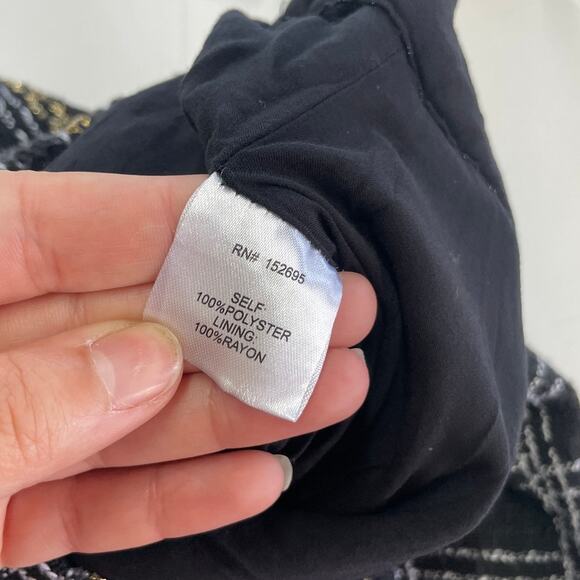 RN# 152695
SELF:
100%POLYSTER
LINING:
100%RAYON